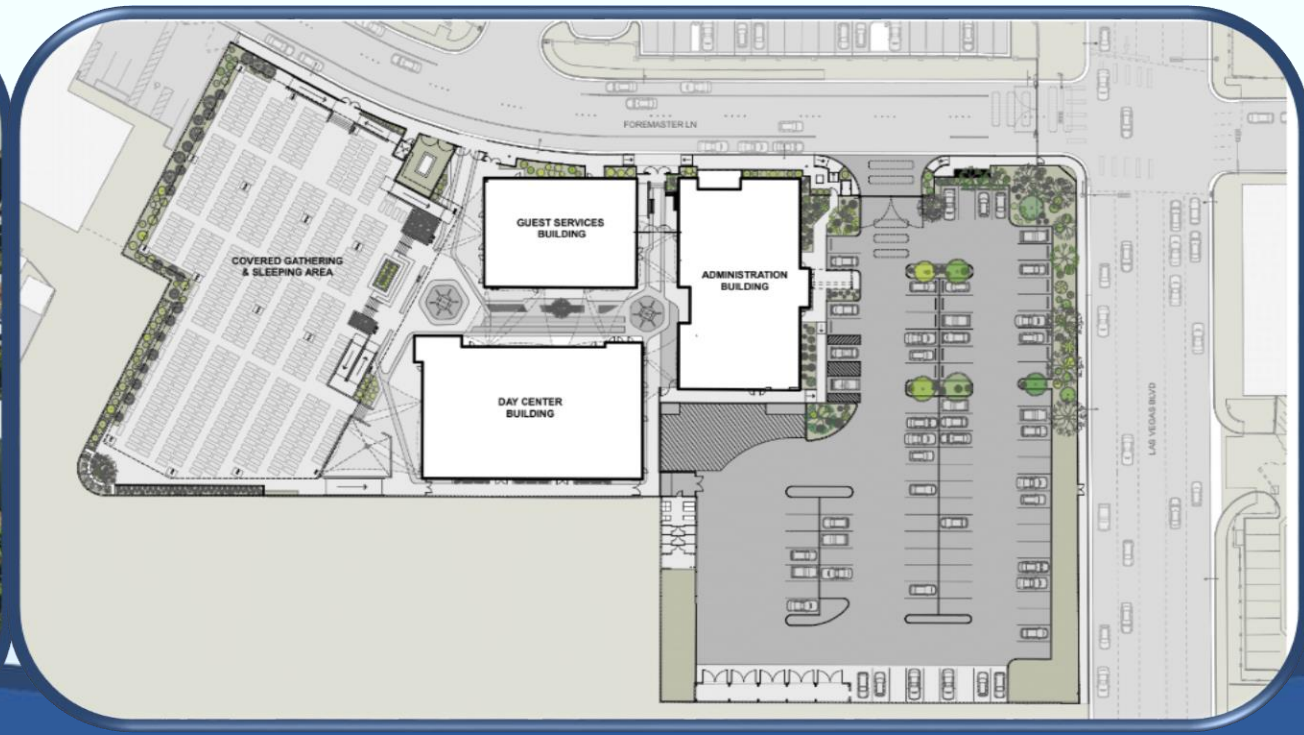 FOREMASTER LN
GUEST SERVICES
BUILDING
COVERED GATHERING
& SLEEPING AREA
ADMINISTRATION
BUILDING
DAY CENTER
BUILDING
LAS VEGAS BLVD